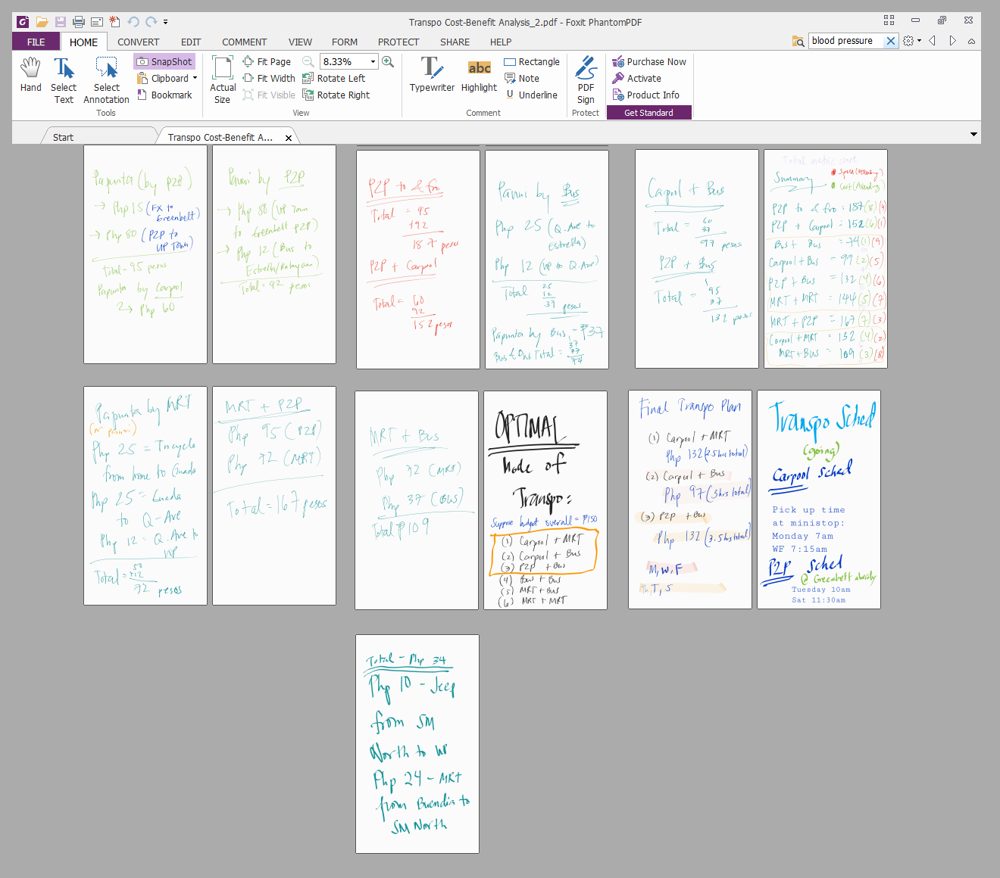 Transpo Cost-Benefit Analysis_2.pdf - Foxit PhantomPDF
FILE HOME CONVERT EDIT COMMENT VIEW FORM PROTECT SHARE HELP
blood pressure
Hand
Select Text
Select Annotation
SnapShot
Clipboard
Bookmark
Tools
Actual Size
Fit Page
Fit Width
Fit Visible
8.33%
Rotate Left
Rotate Right
View
Typewriter
Highlight
Rectangle
Note
Underline
Comment
PDF Sign
Protect
Purchase Now
Activate
Product Info
Get Standard
Start
Transpo Cost-Benefit A...
Papunta (by P2P)
→ Php 15 (FX to
Greenbelt)
→ Php 80 (P2P to
UP Town)
Total - 95 pesos
Papunta by Carpool
→ Php 60
Pauwi by P2P
→ Php 80 (UP Town
to Greenbelt P2P)
→ Php 12 (Bus to
Estrella/Kalayaan)
Total = 92 pesos
P2P to & fro
Total = 95
+92
187 pesos
P2P + Carpool
Total = 60
92
152 pesos
Pauwi by Bus
Php 25 (Q. Ave to
Estrella)
Php 12 (UP to Q. Ave)
Total
25
12
37 pesos
Papunta by Bus = ₱37
Bus & Bus Total =
37
37
74
Carpool + Bus
Total =
60
37
97 pesos
P2P + Bus
Total =
1
95
37
132 pesos
Total
Summary
Speed (Ascending)
Cost (Ascending)
P2P to & fro : 187 (8) (4)
P2P + Carpool = 152 (6) (1)
Bus + Bus = 74 (1) (9)
Carpool + Bus = 97 (2) (5)
P2P + Bus = 132 (4) (6)
MRT + MRT = 144 (5) (7)
MRT + P2P = 167 (7) (3)
Carpool + MRT = 132 (4) (2)
MRT + Bus = 109 (3) (8)
Papunta by MRT
(or pauwi)
Php 25 = Tricycle
from home to Guada
Php 25 = Guada
to Q-Ave
Php 12 = Q. Ave to
UP
Total =
50
+12
72 pesos
MRT + P2P
Php 95 (P2P)
Php 72 (MRT)
Total = 167 pesos
MRT + Bus
Php 72 (MRT)
Php 37 (BUS)
Total ₱109
OPTIMAL
Mode of
Transpo:
Suppose budget overall = ₱150
(1) Carpool + MRT
(2) Carpool + Bus
(3) P2P + Bus
(4) Bus + Bus
(5) MRT + Bus
(6) MRT + MRT
Final Transpo Plan
(1) Carpool + MRT
Php 132 (2.5 hrs total)
(2) Carpool + Bus
Php 97 (3 hrs total)
(3) P2P + Bus
Php 132 (3.5 hrs total)
M, W, F
th, T, S
Transpo Sched
(going)
Carpool Sched
Pick up time
at ministop:
Monday 7am
WF 7:15am
P2P Sched
@ Greenbelt already
Tuesday 10am
Sat 11:30am
Total - Php 34
Php 10 - Jeep
from SM
North to UP
Php 24 - MRT
from Buendia to
SM North